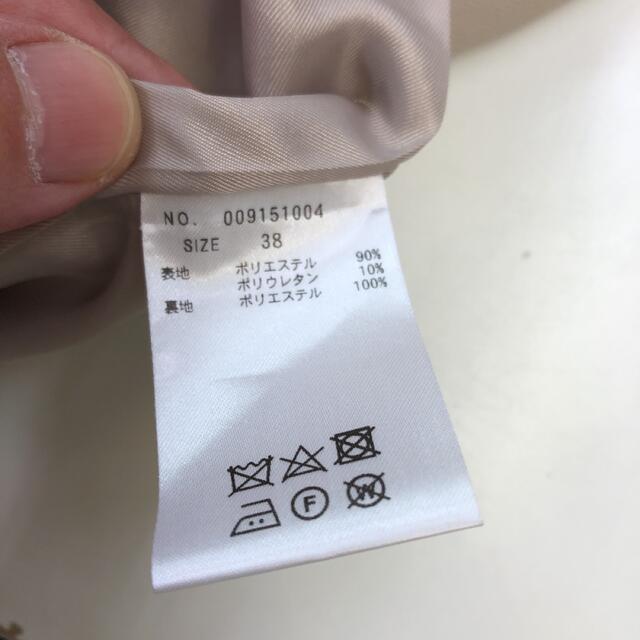 NO. 009151004
SIZE 38
表地 ポリエステル 90%
ポリウレタン 10%
裏地 ポリエステル 100%
F
W